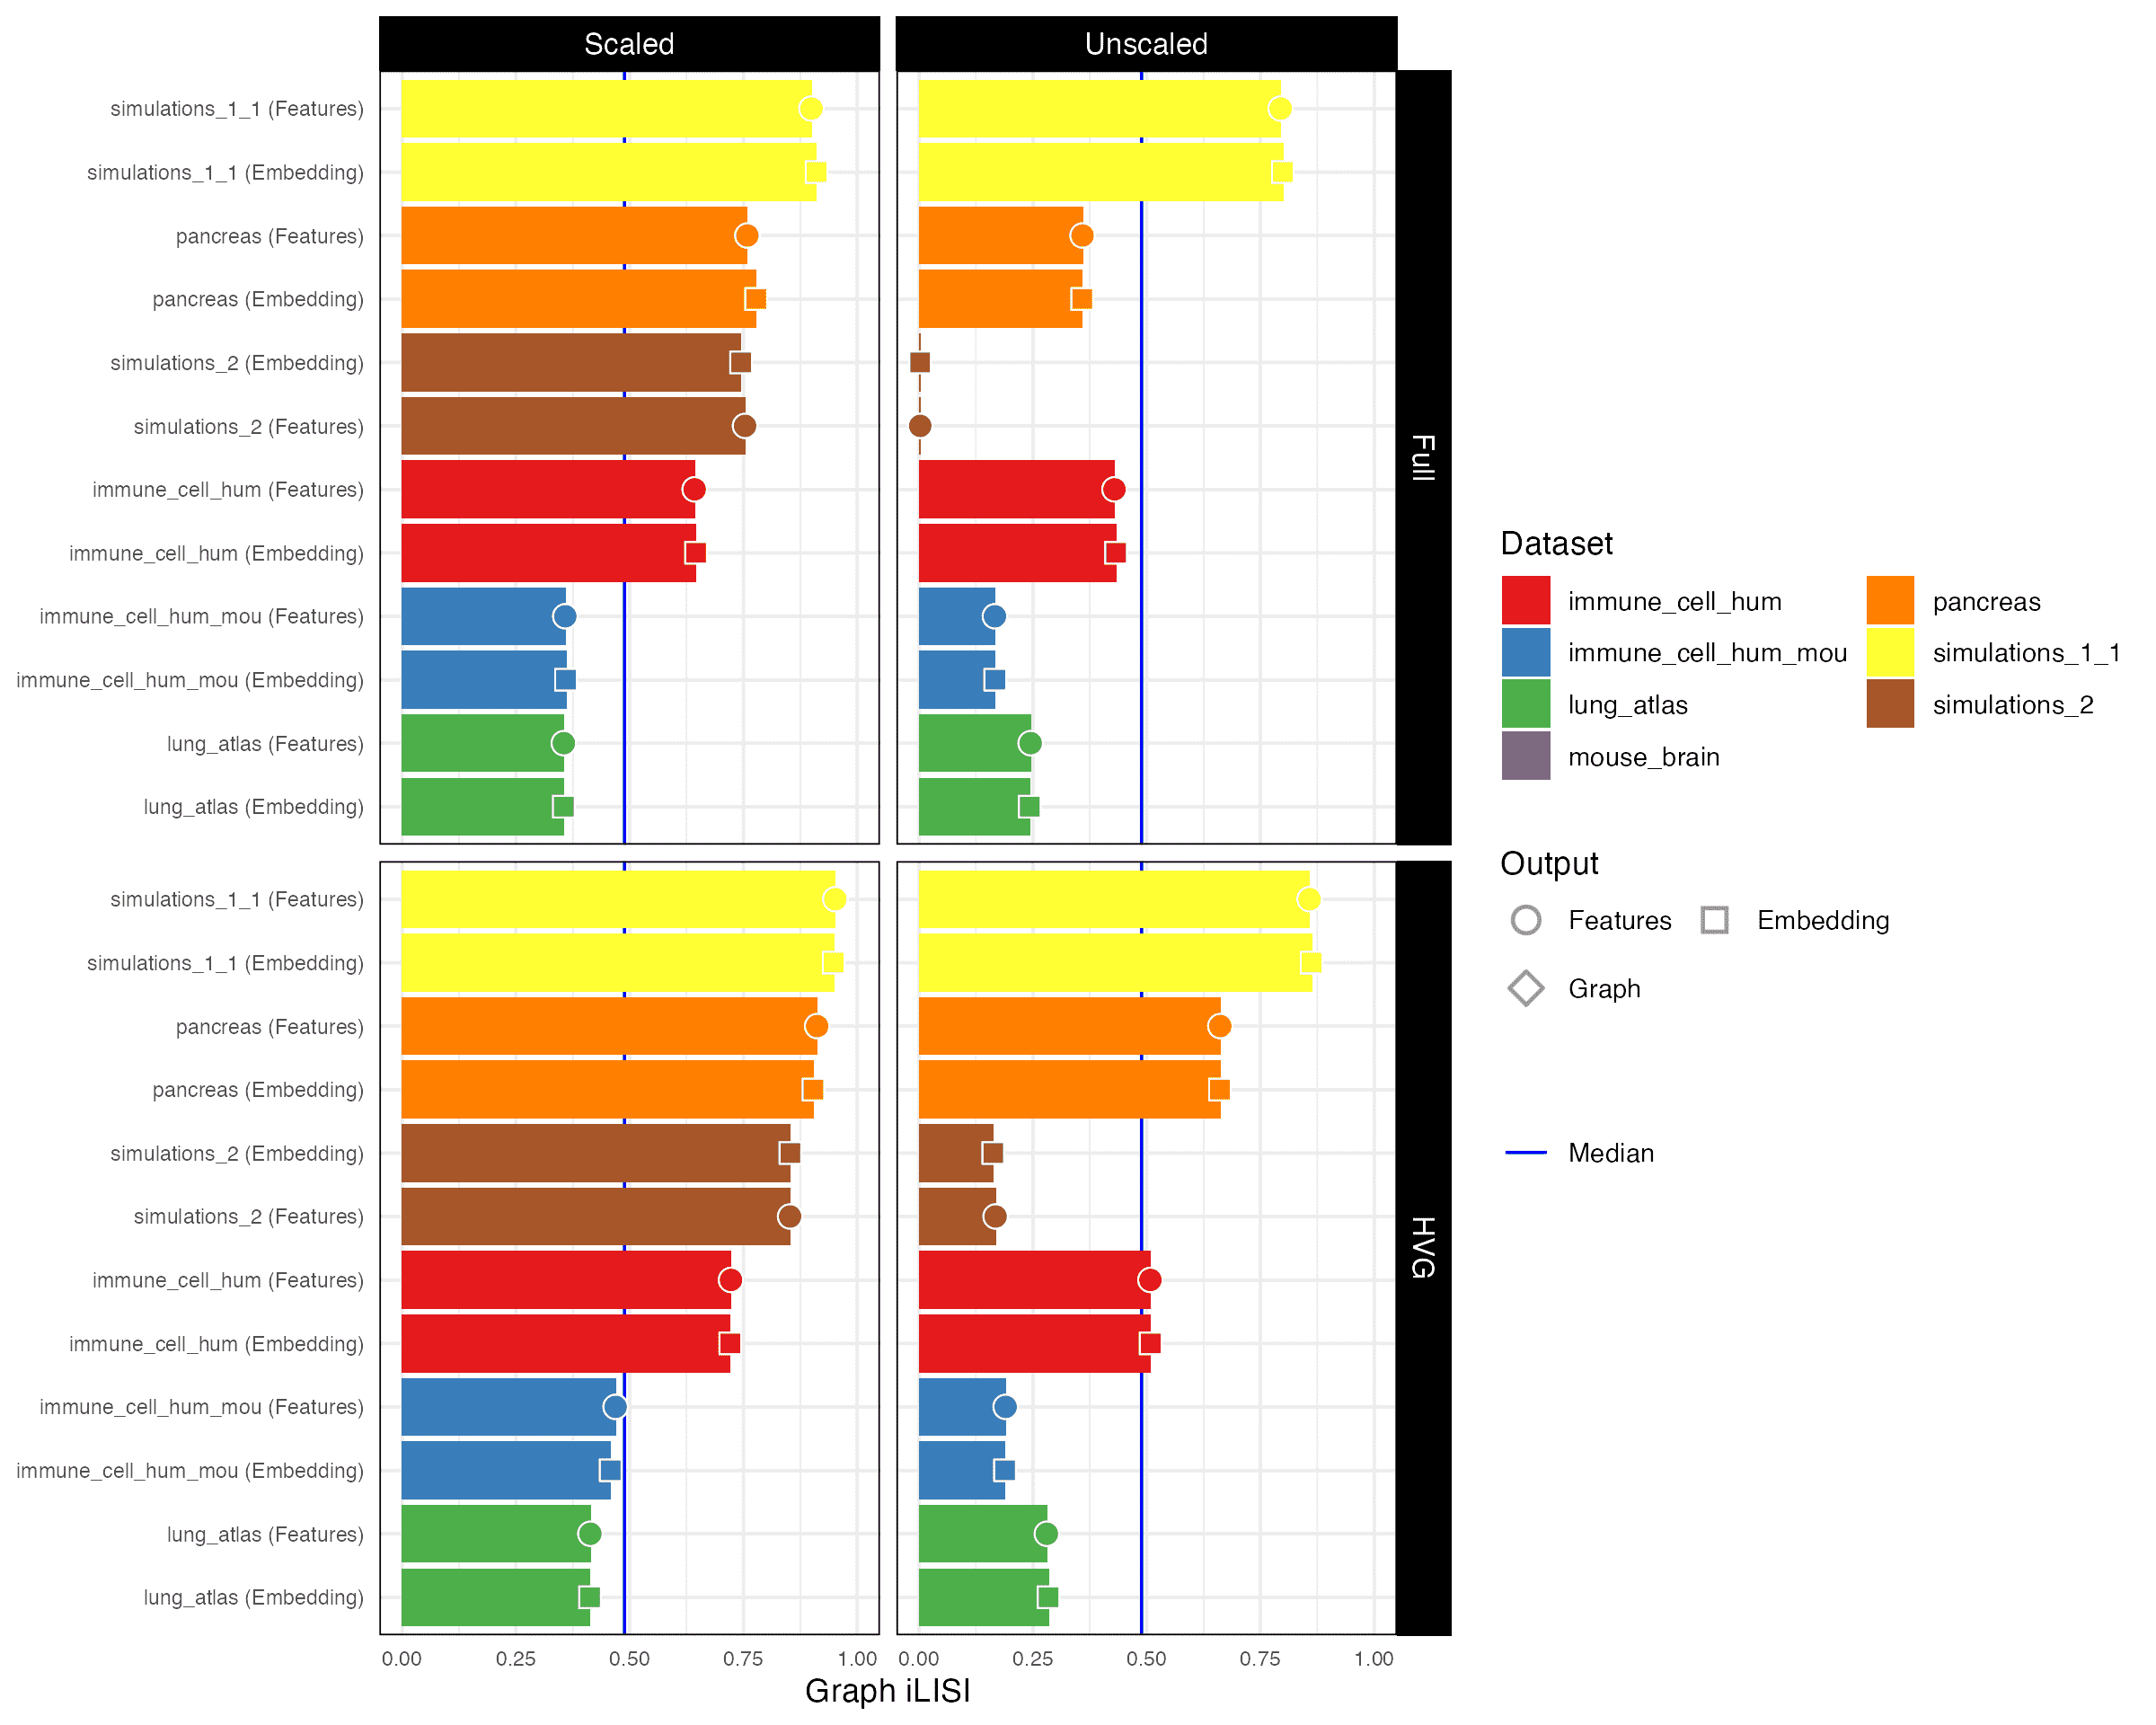 Scaled
Unscaled
simulations_1_1 (Features)
simulations_1_1 (Embedding)
pancreas (Features)
pancreas (Embedding)
simulations_2 (Embedding)
simulations_2 (Features)
immune_cell_hum (Features)
immune_cell_hum (Embedding)
immune_cell_hum_mou (Features)
immune_cell_hum_mou (Embedding)
lung_atlas (Features)
lung_atlas (Embedding)
Full
simulations_1_1 (Features)
simulations_1_1 (Embedding)
pancreas (Features)
pancreas (Embedding)
simulations_2 (Embedding)
simulations_2 (Features)
immune_cell_hum (Features)
immune_cell_hum (Embedding)
immune_cell_hum_mou (Features)
immune_cell_hum_mou (Embedding)
lung_atlas (Features)
lung_atlas (Embedding)
HVG
0.00 0.25 0.50 0.75 1.00
0.00 0.25 0.50 0.75 1.00
Graph iLISI
Dataset
immune_cell_hum
immune_cell_hum_mou
lung_atlas
mouse_brain
pancreas
simulations_1_1
simulations_2
Output
Features
Embedding
Graph
Median